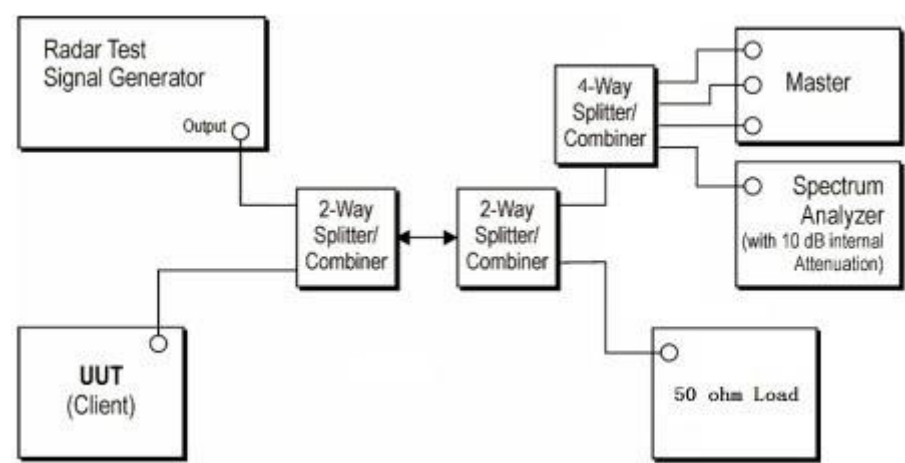 Radar Test
Signal Generator
Output
4-Way
Splitter/
Combiner
Master
2-Way
Splitter/
Combiner
2-Way
Splitter/
Combiner
Spectrum
Analyzer
(with 10 dB internal
Attenuation)
UUT
(Client)
50 ohm Load